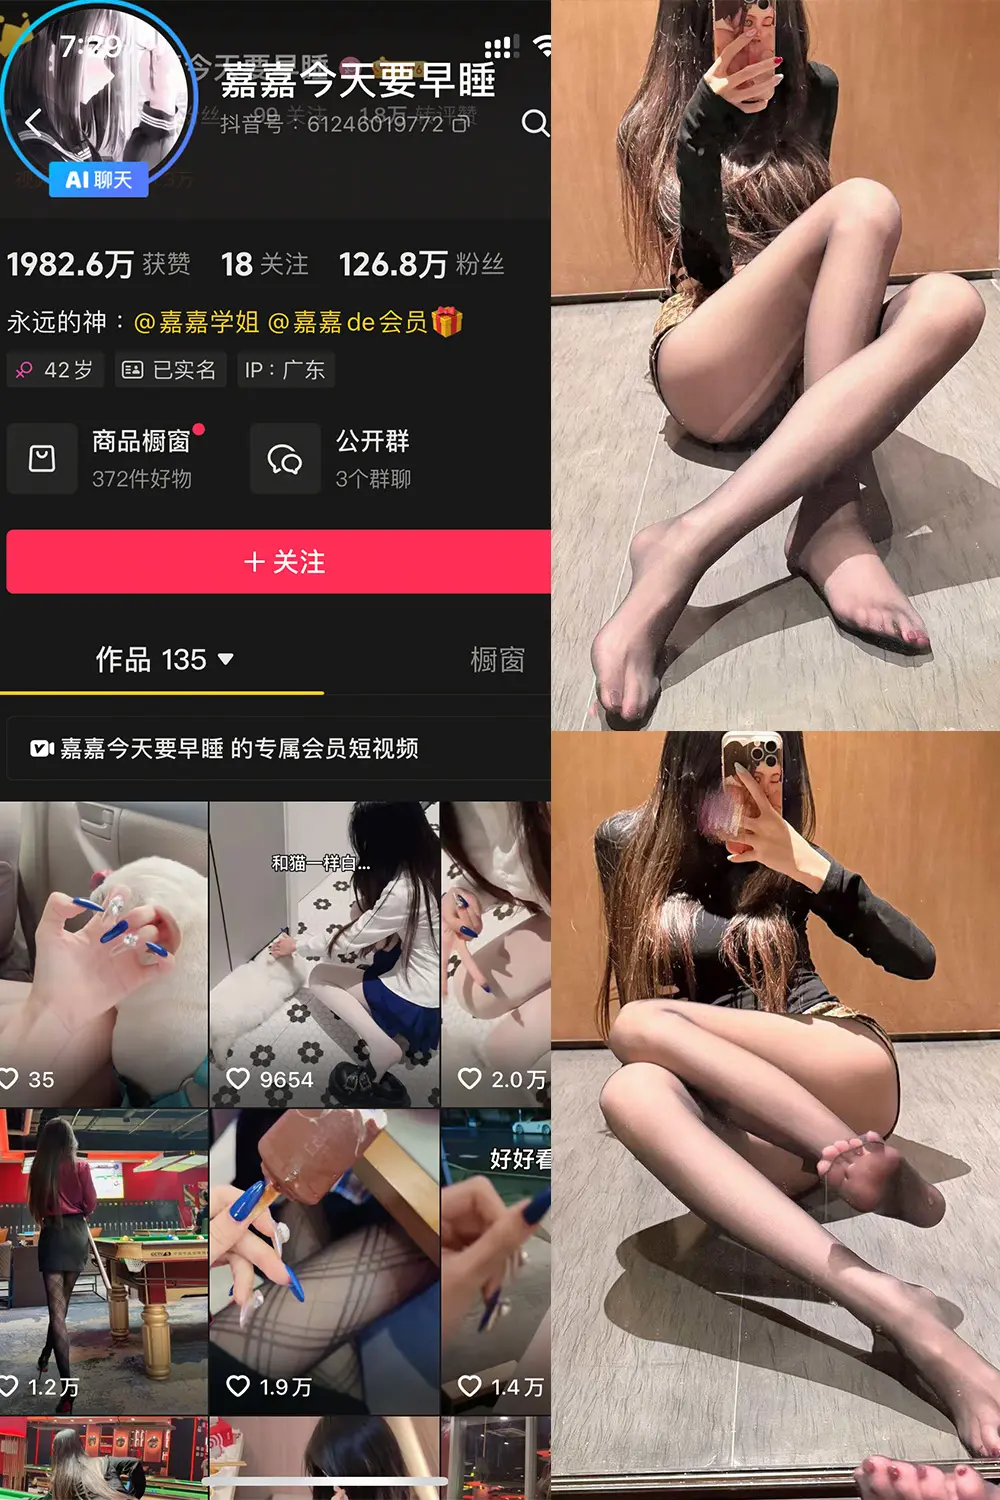 7:29
嘉嘉今天要早睡
抖音号：61246019772
AI聊天
1982.6万 获赞 18 关注 126.8万 粉丝
永远的神：@嘉嘉学姐 @嘉嘉de会员
42岁 已实名 IP：广东
商品橱窗 公开群
372件好物 3个群聊
+ 关注
作品 135 橱窗
嘉嘉今天要早睡 的专属会员短视频
和猫一样白...
35 9654 2.0万
好好看
1.2万 1.9万 1.4万